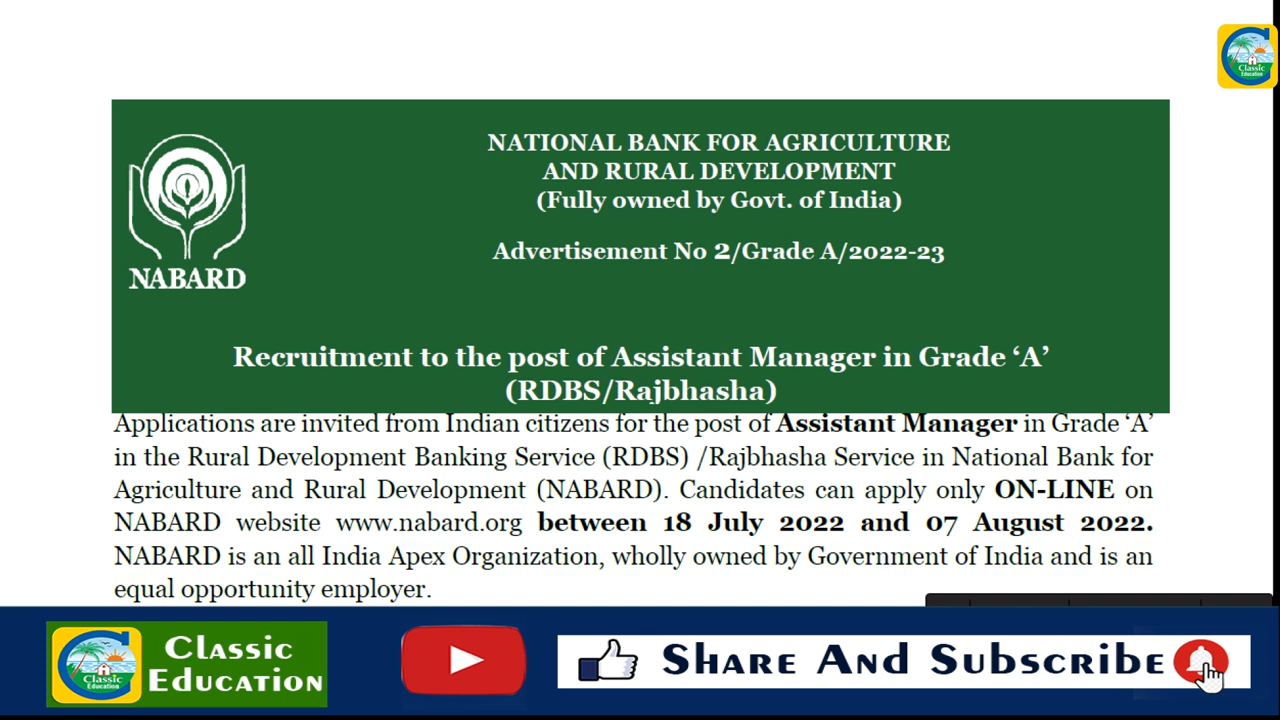 Classic
Education
NATIONAL BANK FOR AGRICULTURE
AND RURAL DEVELOPMENT
(Fully owned by Govt. of India)
Advertisement No 2/Grade A/2022-23
NABARD
Recruitment to the post of Assistant Manager in Grade ‘A’
(RDBS/Rajbhasha)
Applications are invited from Indian citizens for the post of Assistant Manager in Grade ‘A’
in the Rural Development Banking Service (RDBS) /Rajbhasha Service in National Bank for
Agriculture and Rural Development (NABARD). Candidates can apply only ON-LINE on
NABARD website www.nabard.org between 18 July 2022 and 07 August 2022.
NABARD is an all India Apex Organization, wholly owned by Government of India and is an
equal opportunity employer.
Classic
Education
Classic
Education
Share And Subscribe